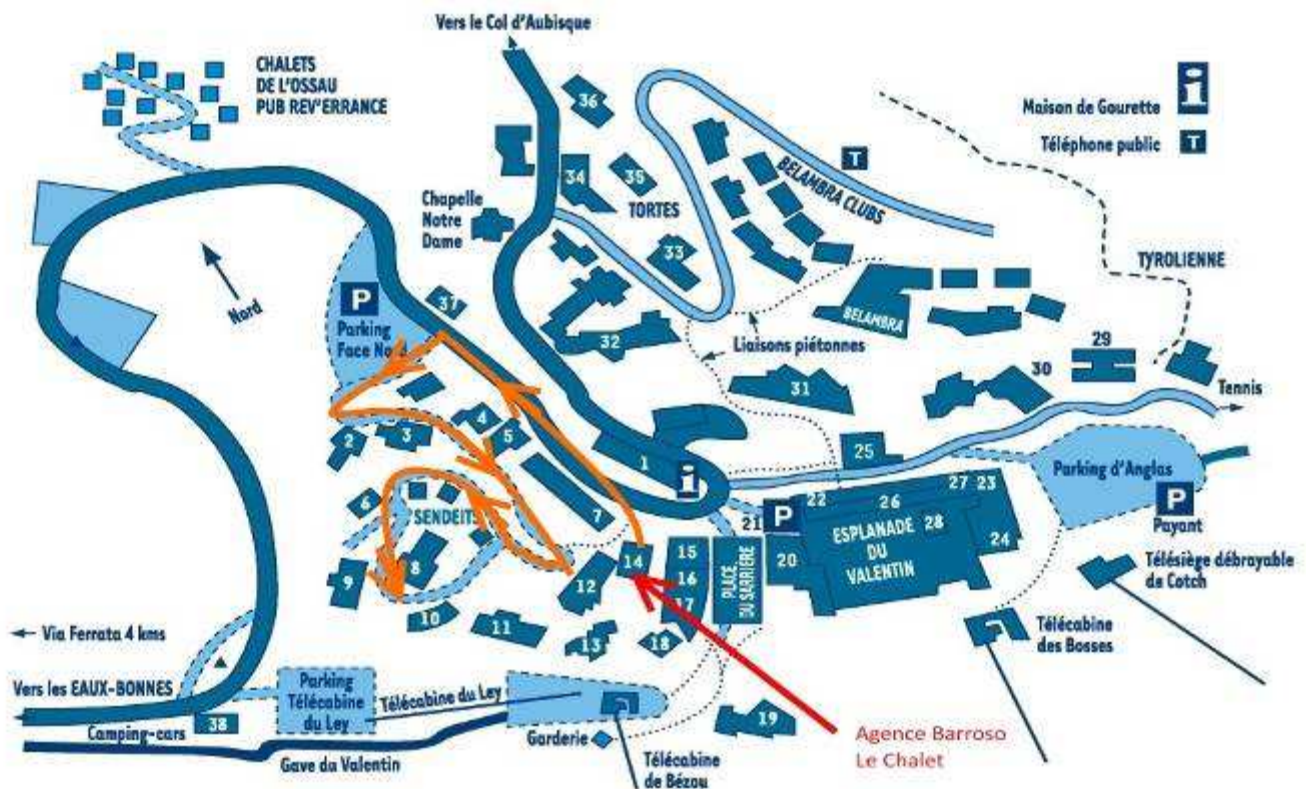 Vers le Col d'Aubisque
CHALETS
DE L'OSSAU
PUB REV'ERRANCE
Maison de Gourette
i
Téléphone public
T
36
T
BELAMBRA CLUBS
34
35
TORTES
Chapelle
Notre
Dame
33
TYROLIENNE
Nord
P
Parking
Face Nord
37
BELAMBRA
32
Liaisons piétonnes
29
30
31
Tennis
4
2
3
5
1
i
25
Parking d'Anglas
27
23
22
26
P
21
P
Payant
6
SENDEITS
7
ESPLANADE
DU
VALENTIN
28
24
9
8
14
15
12
16
17
PLACE
DU SARRIÈRE
20
Télésiège débrayable
de Cotch
10
11
13
18
Télécabine
des Bosses
Via Ferrata 4 kms
Vers les EAUX-BONNES
Parking
Télécabine
du Ley
Télécabine du Ley
38
Camping-cars
19
Garderie
Gave du Valentin
Télécabine
de Bézou
Agence Barroso
Le Chalet